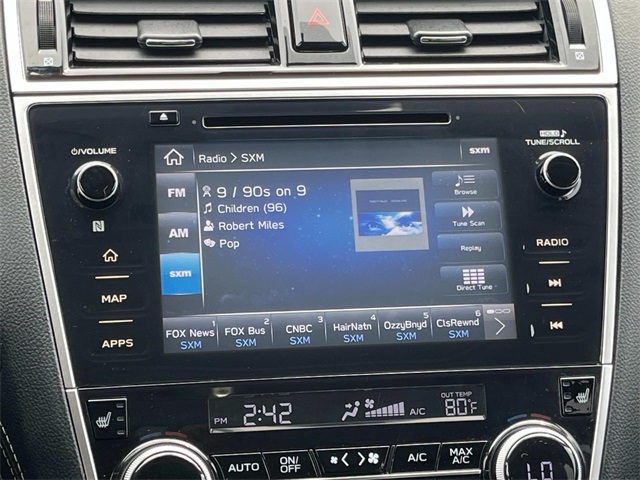 ⏻/VOLUME
HOLD ♪
TUNE/SCROLL
Radio > SXM
sxm
FM
AM
sxm
9 / 90s on 9
Children (96)
Robert Miles
Pop
Browse
Tune Scan
Replay
Direct Tune
1 FOX News SXM
2 FOX Bus SXM
3 CNBC SXM
4 HairNatn SXM
5 OzzyBnyd SXM
6 ClsRewnd SXM
N
MAP
APPS
RADIO
PM 2:42
A/C
OUT TEMP
80°F
AUTO
ON/
OFF
A/C
MAX
A/C
LO